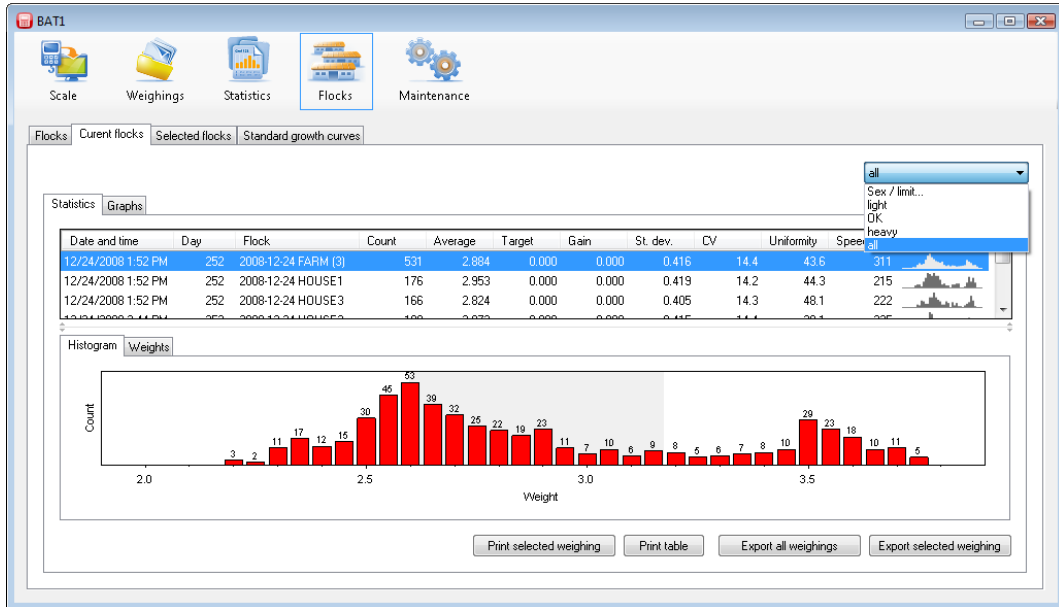 BAT1
Scale Weighings Statistics Flocks Maintenance
Flocks Curent flocks Selected flocks Standard growth curves
all
Sex / limit...
light
OK
heavy
all
Statistics Graphs
Date and time Day Flock Count Average Target Gain St. dev. CV Uniformity Speed
12/24/2008 1:52 PM 252 2008-12-24 FARM (3) 531 2.884 0.000 0.000 0.416 14.4 43.6 311
12/24/2008 1:52 PM 252 2008-12-24 HOUSE1 176 2.953 0.000 0.000 0.419 14.2 44.3 215
12/24/2008 1:52 PM 252 2008-12-24 HOUSE3 166 2.824 0.000 0.000 0.405 14.3 48.1 222
Histogram Weights
Count
3 2 11 17 12 15 30 45 53 39 32 25 22 19 23 11 7 10 6 9 8 5 6 7 8 10 29 23 18 10 11 5
2.0 2.5 3.0 3.5
Weight
Print selected weighing Print table Export all weighings Export selected weighing